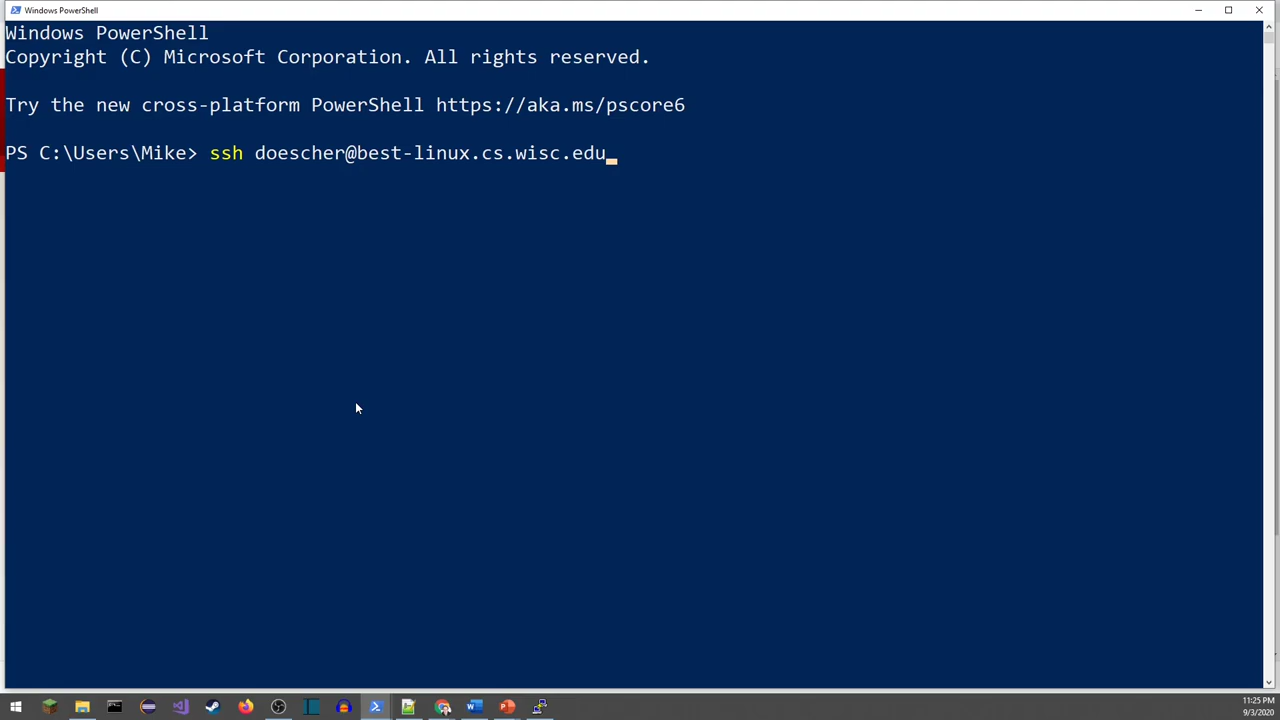 Windows PowerShell
Windows PowerShell
Copyright (C) Microsoft Corporation. All rights reserved.
Try the new cross-platform PowerShell https://aka.ms/pscore6
PS C:\Users\Mike> ssh doescher@best-linux.cs.wisc.edu
11:25 PM
9/3/2020